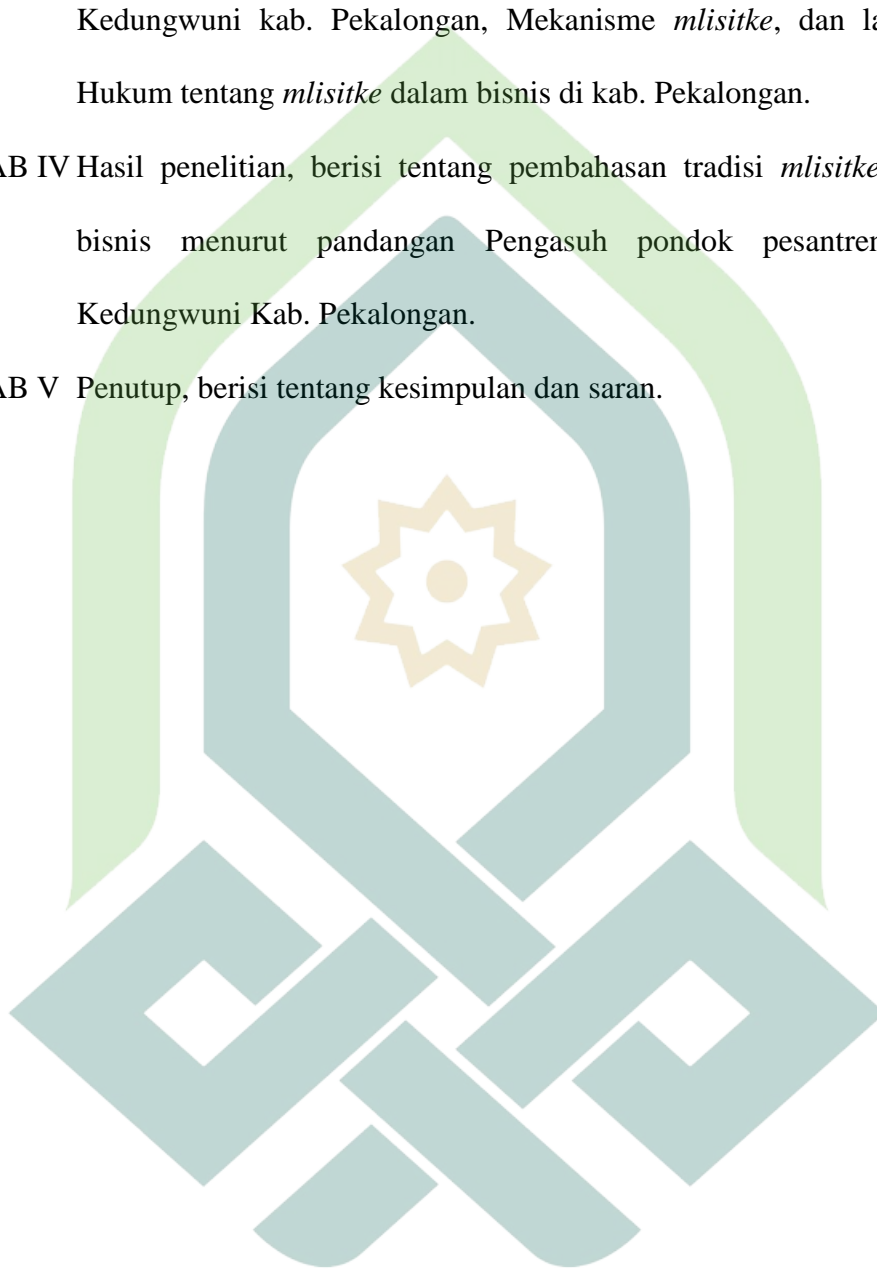 Kedungwuni kab. Pekalongan, Mekanisme mlisitke, dan la
Hukum tentang mlisitke dalam bisnis di kab. Pekalongan.
AB IV Hasil penelitian, berisi tentang pembahasan tradisi mlisitke
bisnis menurut pandangan Pengasuh pondok pesantren
Kedungwuni Kab. Pekalongan.
AB V Penutup, berisi tentang kesimpulan dan saran.